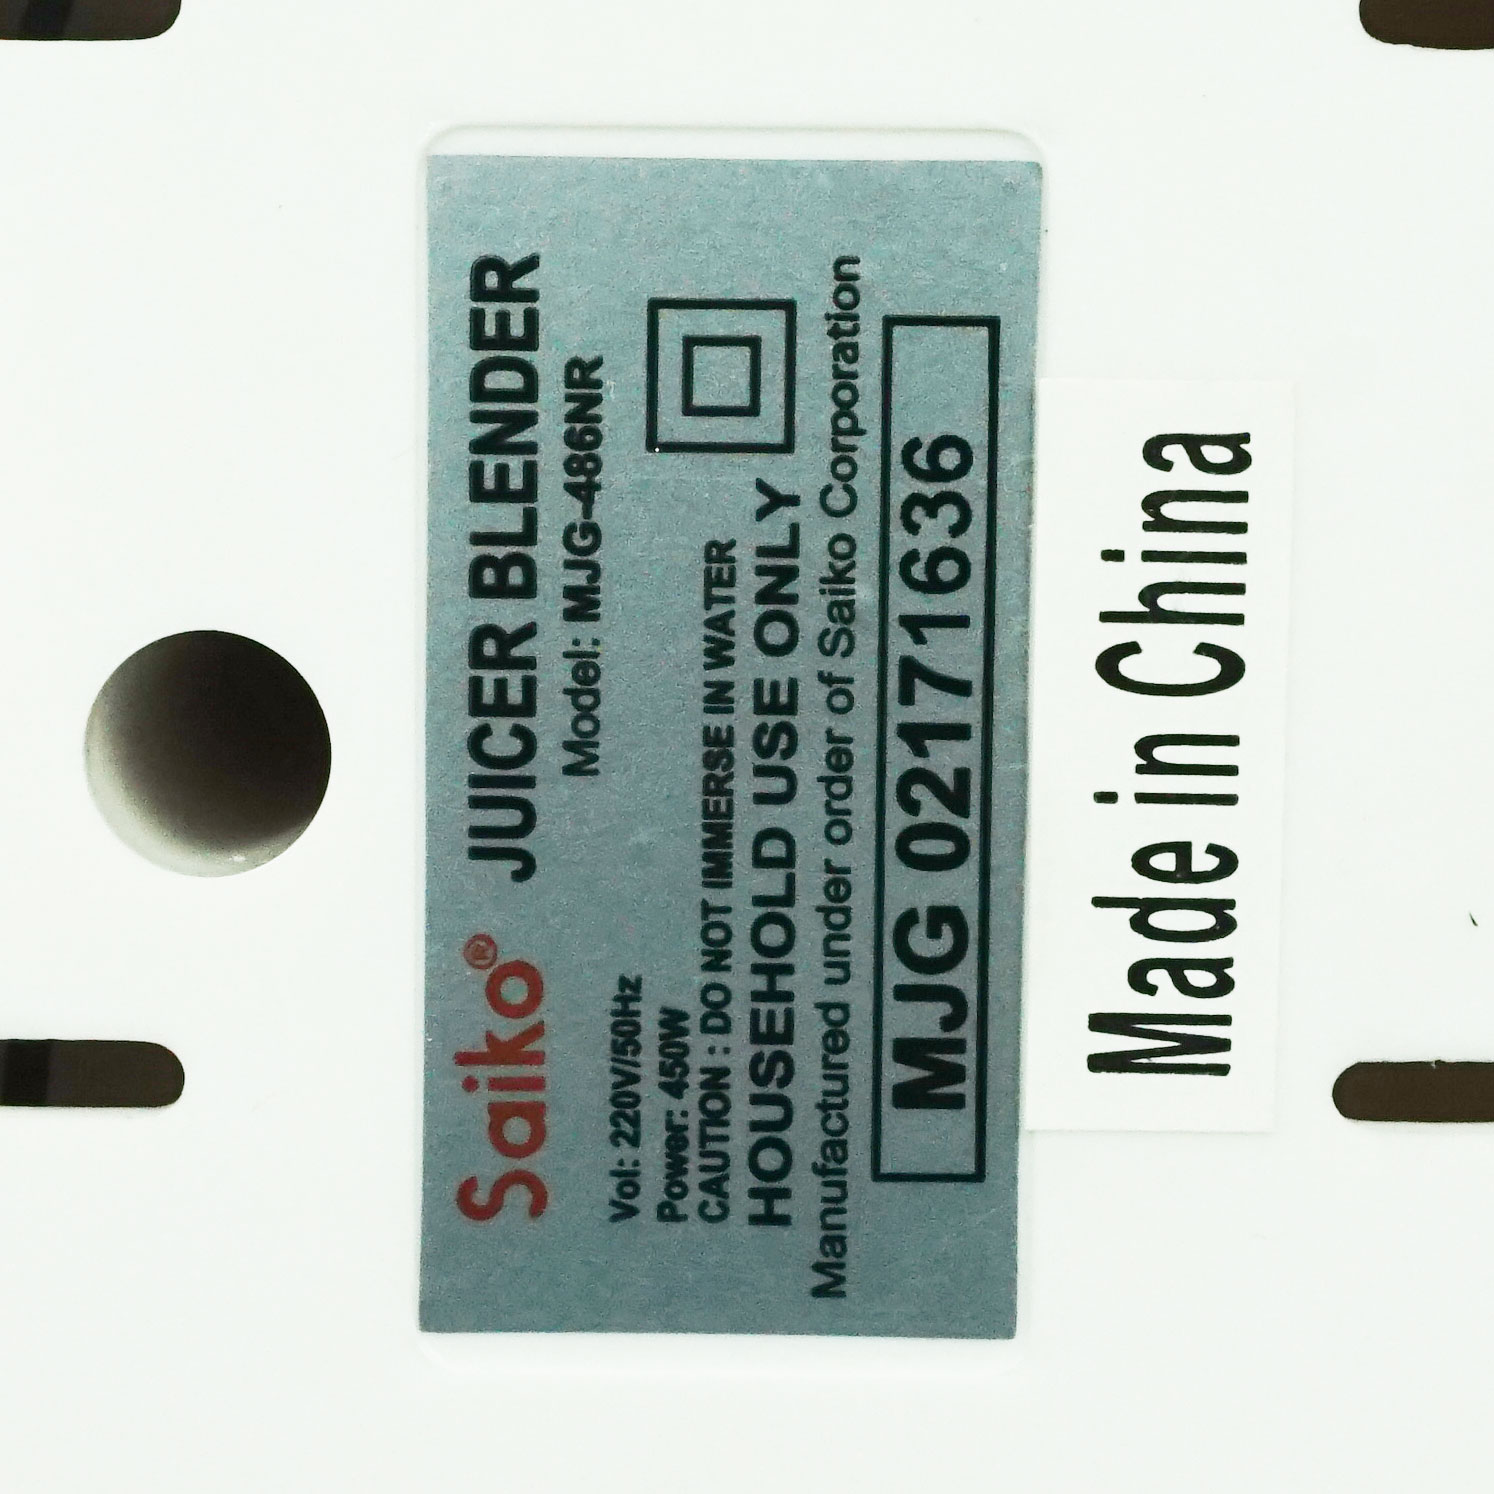 Saiko® JUICER BLENDER
Model: MJG-486NR
Vol: 220V/50Hz
Power: 450W
CAUTION : DO NOT IMMERSE IN WATER
HOUSEHOLD USE ONLY
Manufactured under order of Saiko Corporation
MJG 02171636
Made in China